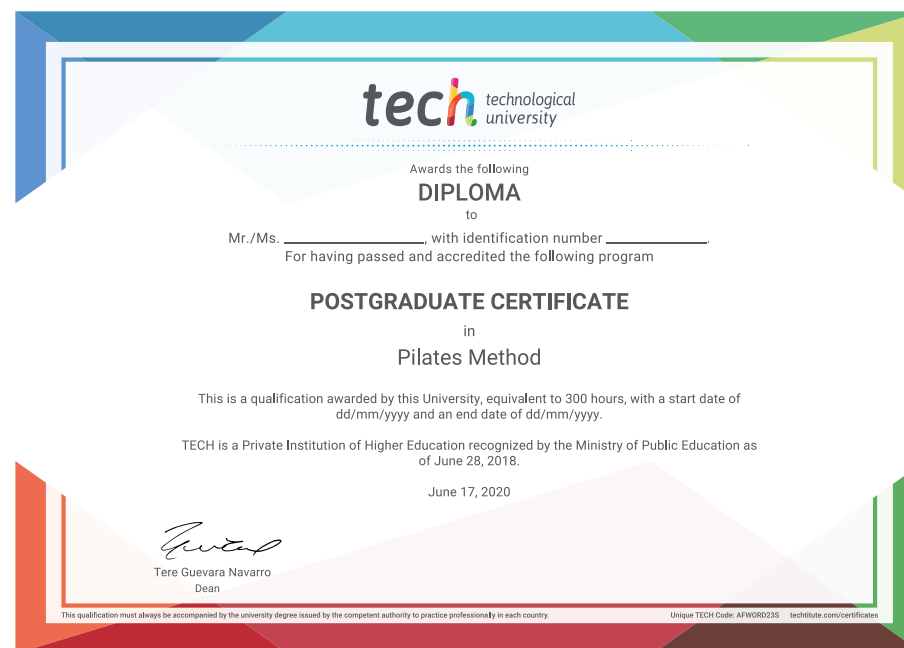 tech technological
university
Awards the following
DIPLOMA
to
Mr./Ms. ____________________, with identification number ______________.
For having passed and accredited the following program
POSTGRADUATE CERTIFICATE
in
Pilates Method
This is a qualification awarded by this University, equivalent to 300 hours, with a start date of
dd/mm/yyyy and an end date of dd/mm/yyyy.
TECH is a Private Institution of Higher Education recognized by the Ministry of Public Education as
of June 28, 2018.
June 17, 2020
Tere Guevara Navarro
Dean
This qualification must always be accompanied by the university degree issued by the competent authority to practice professionally in each country. Unique TECH Code: AFWORD23S techtitute.com/certificates